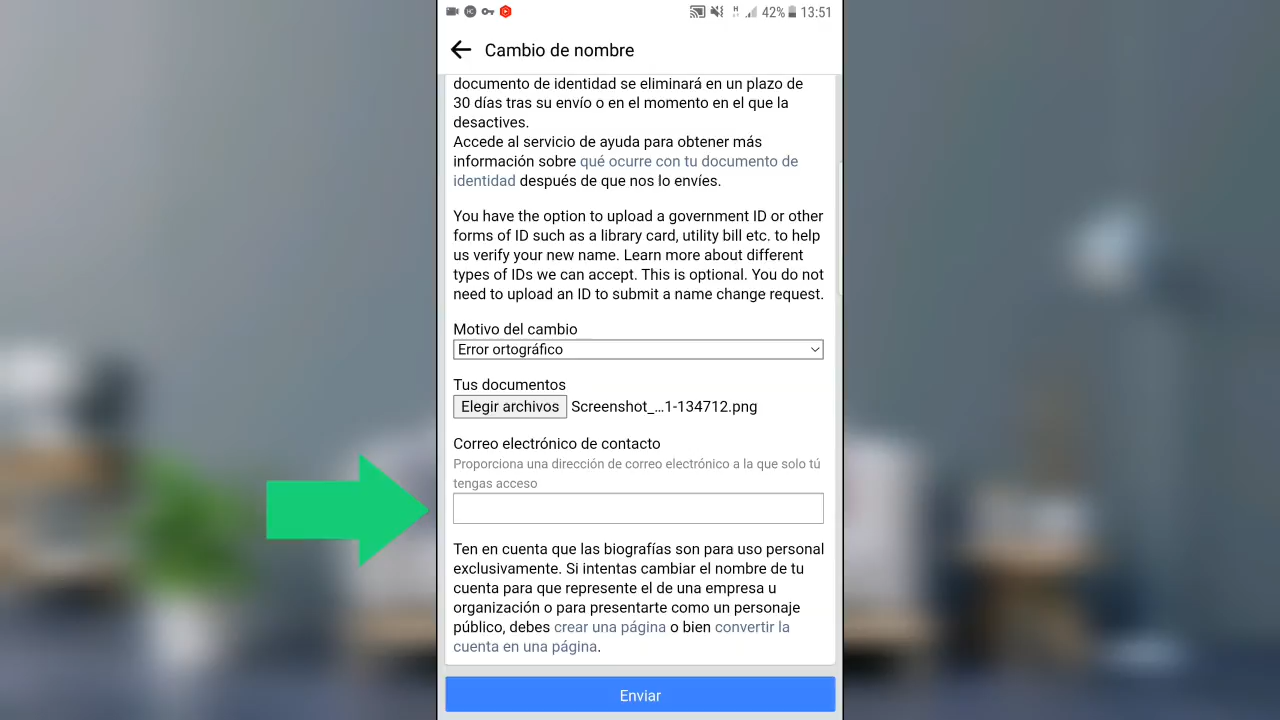 42% 13:51
Cambio de nombre
documento de identidad se eliminará en un plazo de
30 días tras su envío o en el momento en el que la
desactives.
Accede al servicio de ayuda para obtener más
información sobre qué ocurre con tu documento de
identidad después de que nos lo envíes.
You have the option to upload a government ID or other
forms of ID such as a library card, utility bill etc. to help
us verify your new name. Learn more about different
types of IDs we can accept. This is optional. You do not
need to upload an ID to submit a name change request.
Motivo del cambio
Error ortográfico
Tus documentos
Elegir archivos Screenshot_...1-134712.png
Correo electrónico de contacto
Proporciona una dirección de correo electrónico a la que solo tú
tengas acceso
Ten en cuenta que las biografías son para uso personal
exclusivamente. Si intentas cambiar el nombre de tu
cuenta para que represente el de una empresa u
organización o para presentarte como un personaje
público, debes crear una página o bien convertir la
cuenta en una página.
Enviar